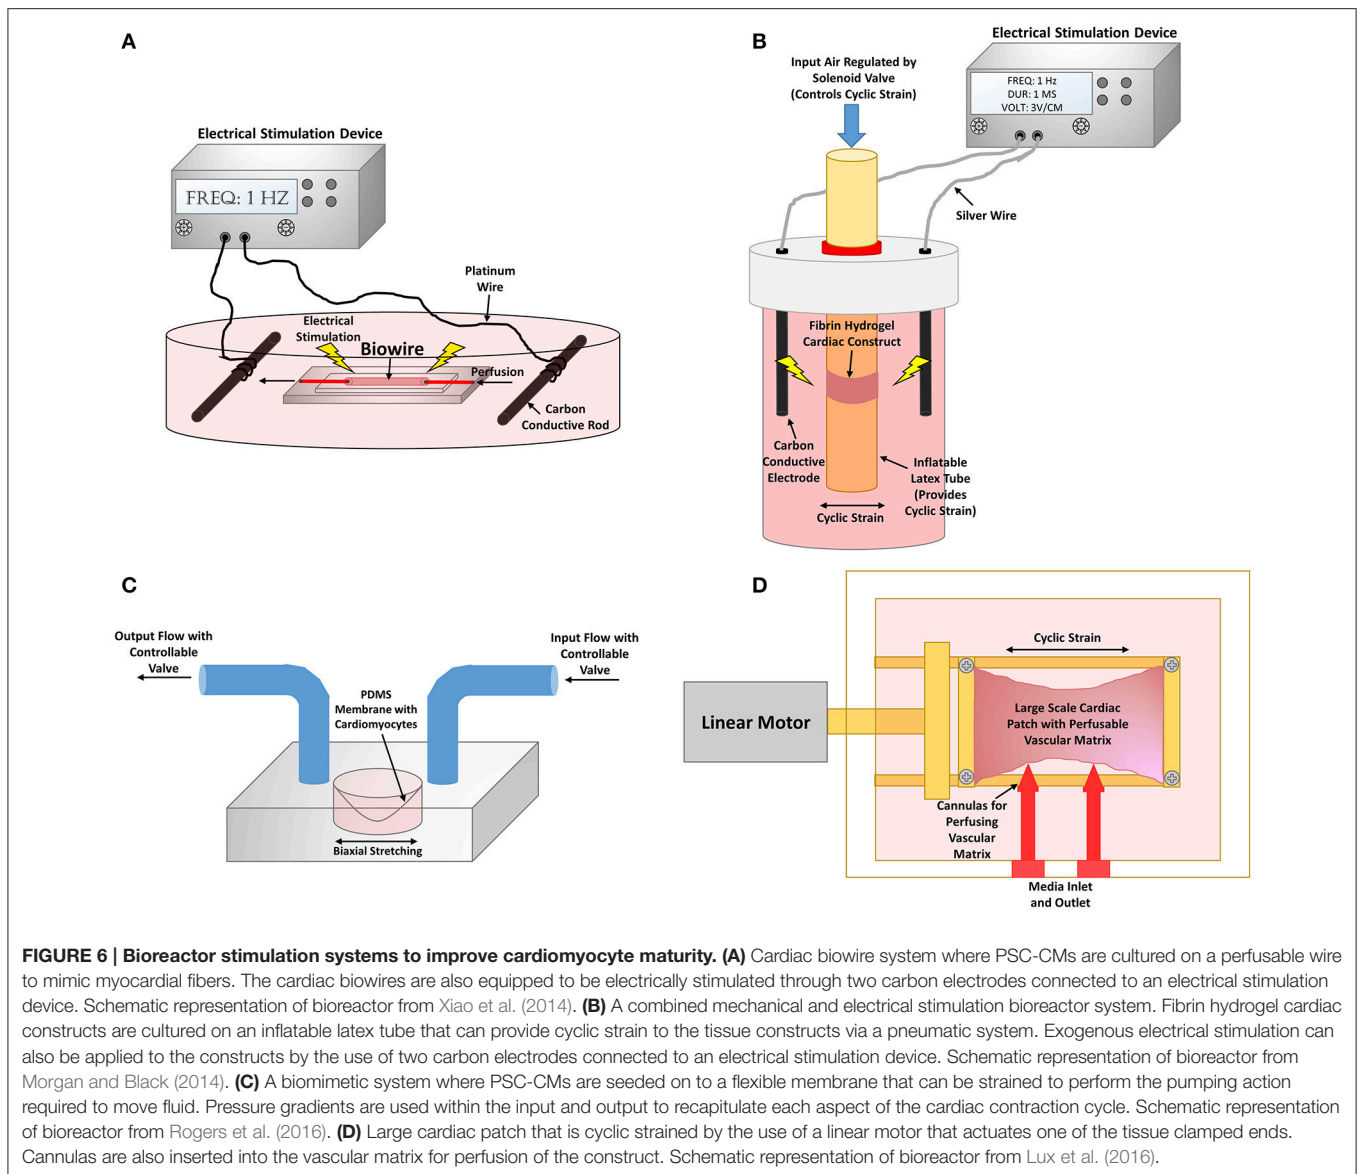 A
Electrical Stimulation Device
FREQ: 1 HZ
Platinum
Wire
Electrical
Stimulation
Biowire
Perfusion
Carbon
Conductive Rod
B
Electrical Stimulation Device
Input Air Regulated by
Solenoid Valve
(Controls Cyclic Strain)
FREQ: 1 Hz
DUR: 1 MS
VOLT: 3V/CM
Silver Wire
Fibrin Hydrogel
Cardiac Construct
Carbon
Conductive
Electrode
Inflatable
Latex Tube
(Provides
Cyclic Strain)
Cyclic Strain
C
Output Flow with
Controllable
Valve
Input Flow with
Controllable
Valve
PDMS
Membrane with
Cardiomyocytes
Biaxial Stretching
D
Cyclic Strain
Linear Motor
Large Scale Cardiac
Patch with Perfusable
Vascular Matrix
Cannulas for
Perfusing
Vascular
Matrix
Media Inlet
and Outlet
FIGURE 6 | Bioreactor stimulation systems to improve cardiomyocyte maturity. (A) Cardiac biowire system where PSC-CMs are cultured on a perfusable wire
to mimic myocardial fibers. The cardiac biowires are also equipped to be electrically stimulated through two carbon electrodes connected to an electrical stimulation
device. Schematic representation of bioreactor from Xiao et al. (2014). (B) A combined mechanical and electrical stimulation bioreactor system. Fibrin hydrogel cardiac
constructs are cultured on an inflatable latex tube that can provide cyclic strain to the tissue constructs via a pneumatic system. Exogenous electrical stimulation can
also be applied to the constructs by the use of two carbon electrodes connected to an electrical stimulation device. Schematic representation of bioreactor from
Morgan and Black (2014). (C) A biomimetic system where PSC-CMs are seeded on to a flexible membrane that can be strained to perform the pumping action
required to move fluid. Pressure gradients are used within the input and output to recapitulate each aspect of the cardiac contraction cycle. Schematic representation
of bioreactor from Rogers et al. (2016). (D) Large cardiac patch that is cyclic strained by the use of a linear motor that actuates one of the tissue clamped ends.
Cannulas are also inserted into the vascular matrix for perfusion of the construct. Schematic representation of bioreactor from Lux et al. (2016).